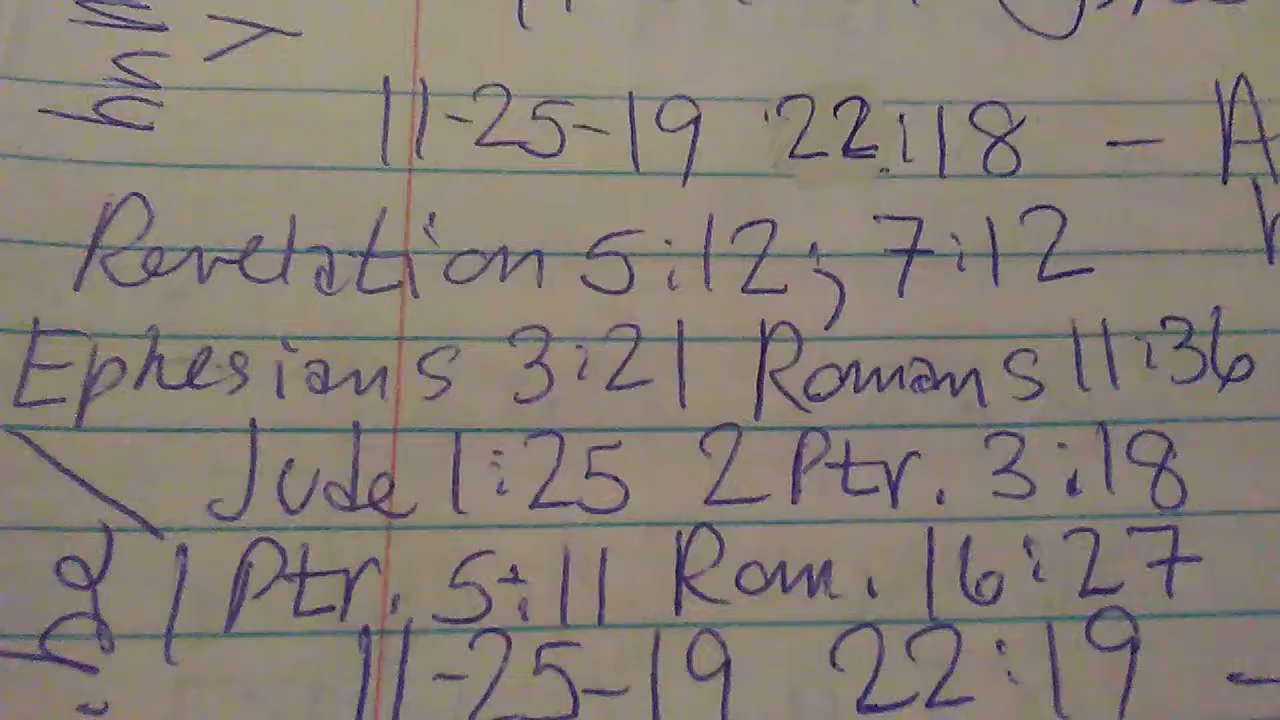 11-25-19 22:18 - A
Revelation 5:12; 7:12
Ephesians 3:21 Romans 11:36
Jude 1:25 2 Ptr. 3:18
1 Ptr. 5:11 Rom. 16:27
11-25-19 22:19 -